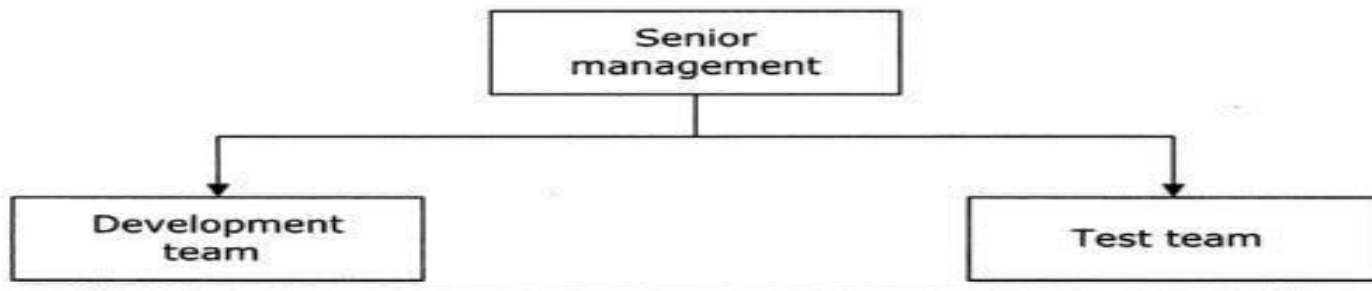 Senior
management
Development
team
Test team